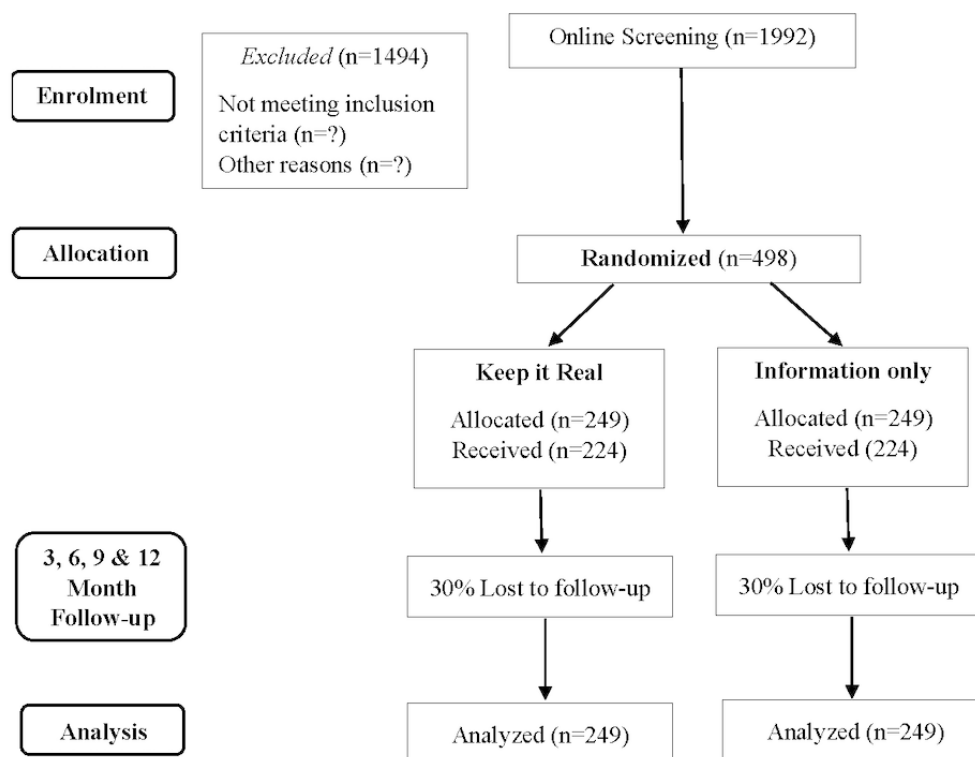 Online Screening (n=1992)
Excluded (n=1494)
Not meeting inclusion
criteria (n=?)
Other reasons (n=?)
Enrolment
Allocation
Randomized (n=498)
Keep it Real
Allocated (n=249)
Received (n=224)
Information only
Allocated (n=249)
Received (224)
3, 6, 9 & 12
Month
Follow-up
30% Lost to follow-up
30% Lost to follow-up
Analysis
Analyzed (n=249)
Analyzed (n=249)